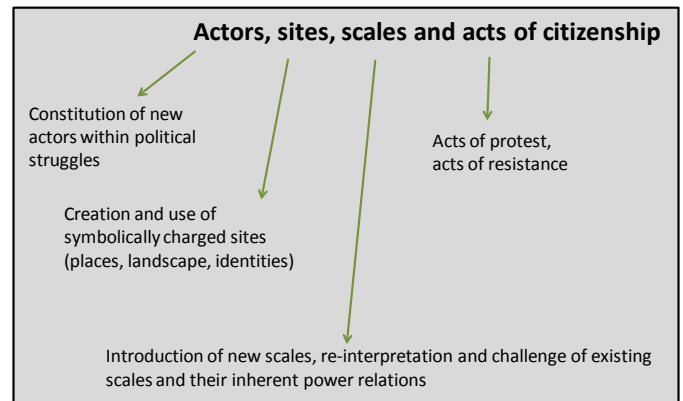 Actors, sites, scales and acts of citizenship
Constitution of new
actors within political
struggles
Acts of protest,
acts of resistance
Creation and use of
symbolically charged sites
(places, landscape, identities)
Introduction of new scales, re-interpretation and challenge of existing
scales and their inherent power relations